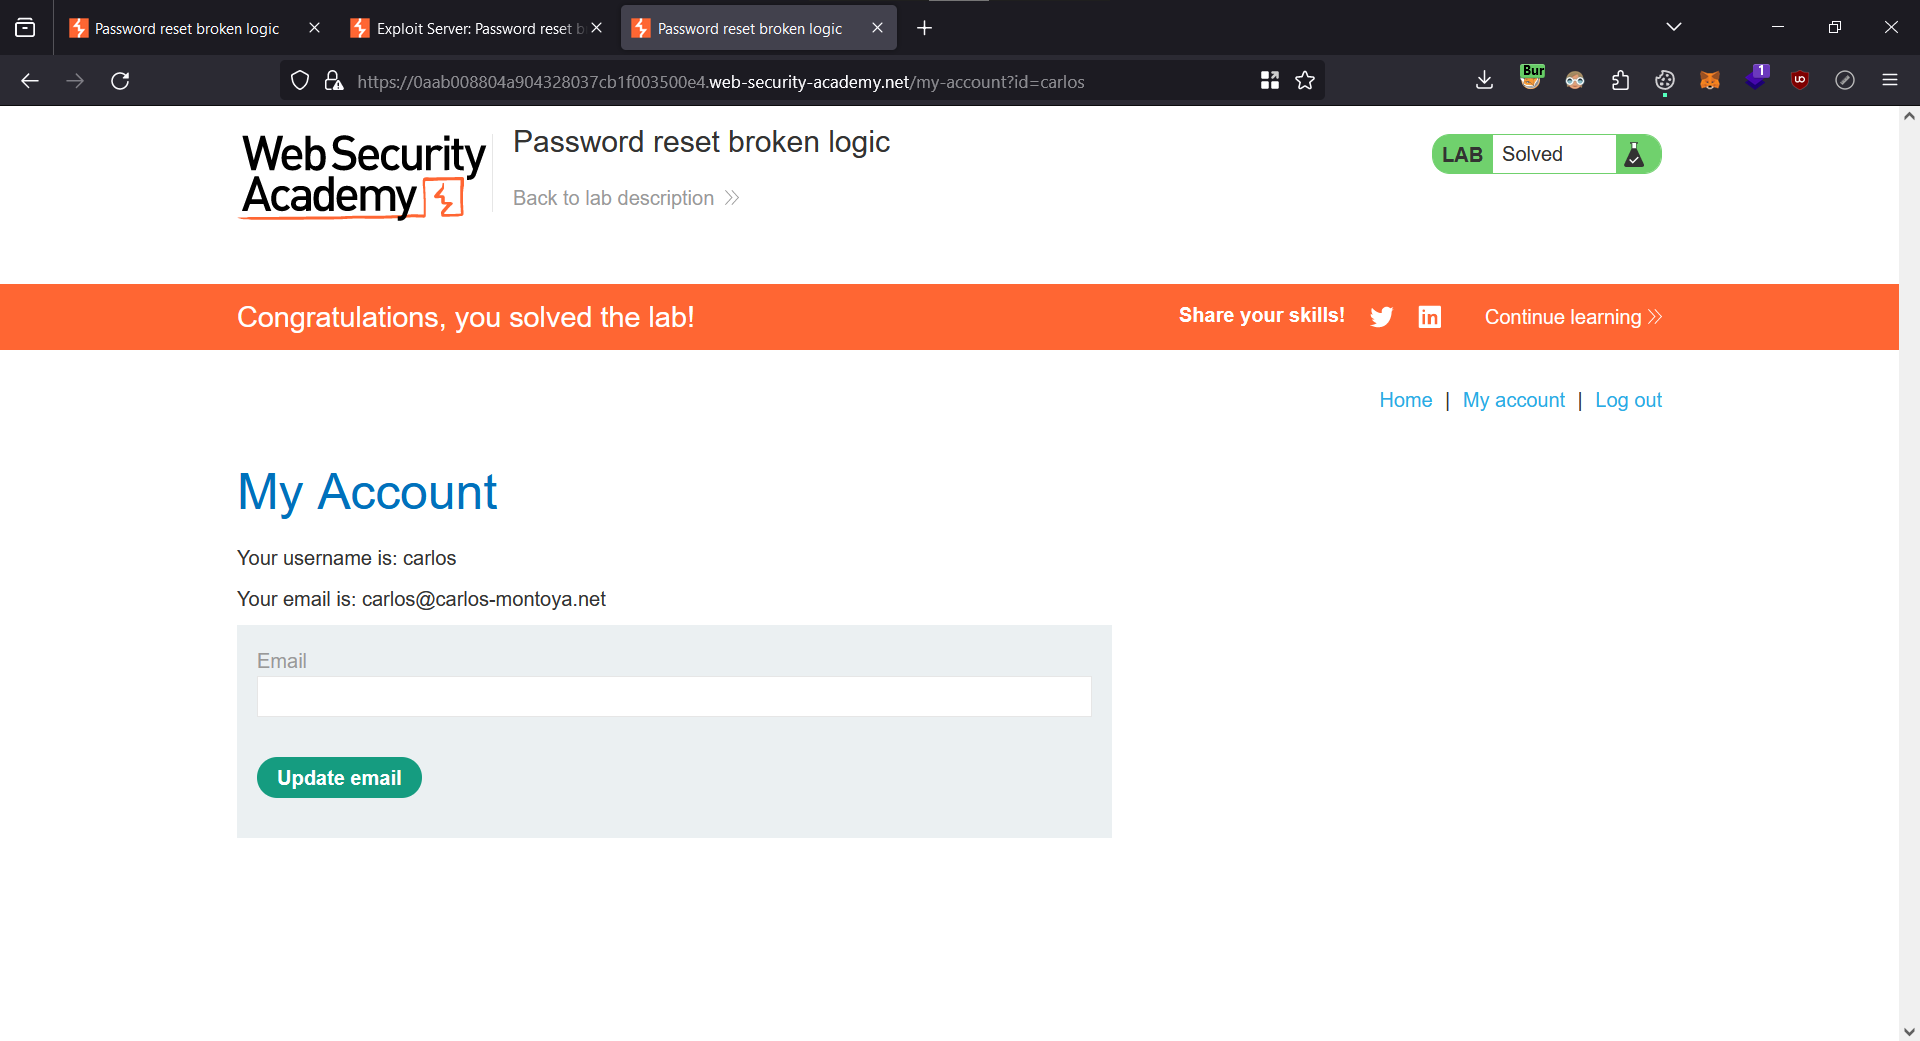 Password reset broken logic
Exploit Server: Password reset b
Password reset broken logic
https://0aab008804a904328037cb1f003500e4.web-security-academy.net/my-account?id=carlos
Bur
1
Web Security
Academy
Password reset broken logic
Back to lab description
LAB Solved
Congratulations, you solved the lab!
Share your skills!
in
Continue learning
Home | My account | Log out
My Account
Your username is: carlos
Your email is: carlos@carlos-montoya.net
Email
Update email